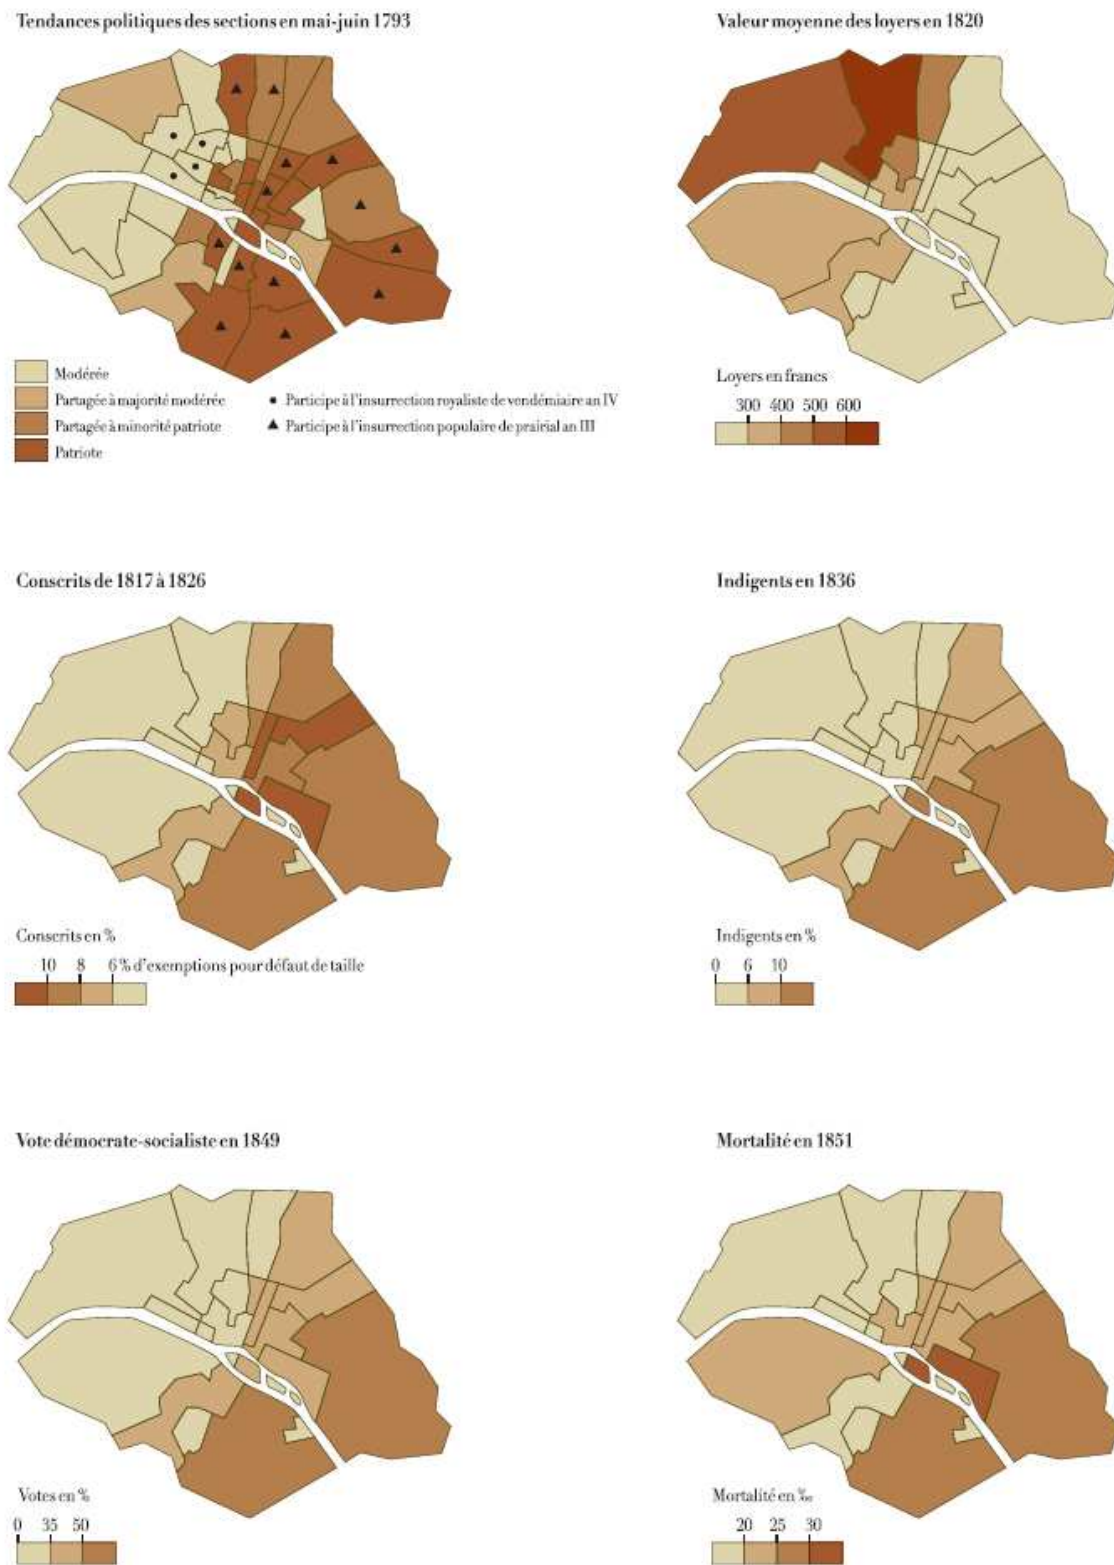 Tendances politiques des sections en mai-juin 1793
Modérée
Partagée à majorité modérée
Partagée à minorité patriote
Patriote
Participe à l'insurrection royaliste de vendémiaire an IV
Participe à l'insurrection populaire de prairial an III
Valeur moyenne des loyers en 1820
Loyers en francs
300 400 500 600
Conscrits de 1817 à 1826
Conscrits en %
10 8 6 % d'exemptions pour défaut de taille
Indigents en 1836
Indigents en %
0 6 10
Vote démocrate-socialiste en 1849
Votes en %
0 35 50
Mortalité en 1851
Mortalité en ‰
20 25 30